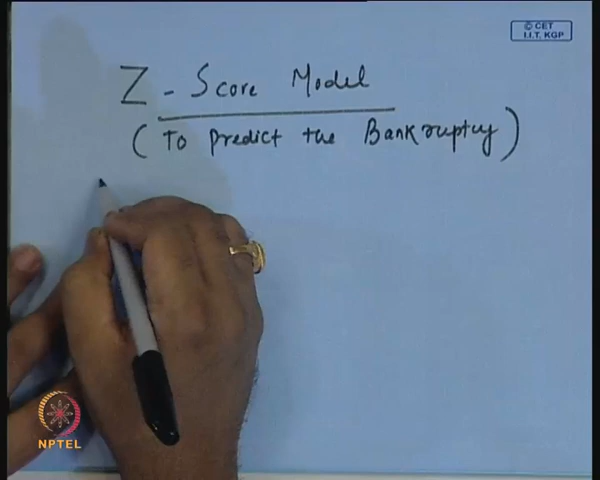 © CET
I.I.T. KGP
Z - Score Model
(To Predict the Bankruptcy)
NPTEL